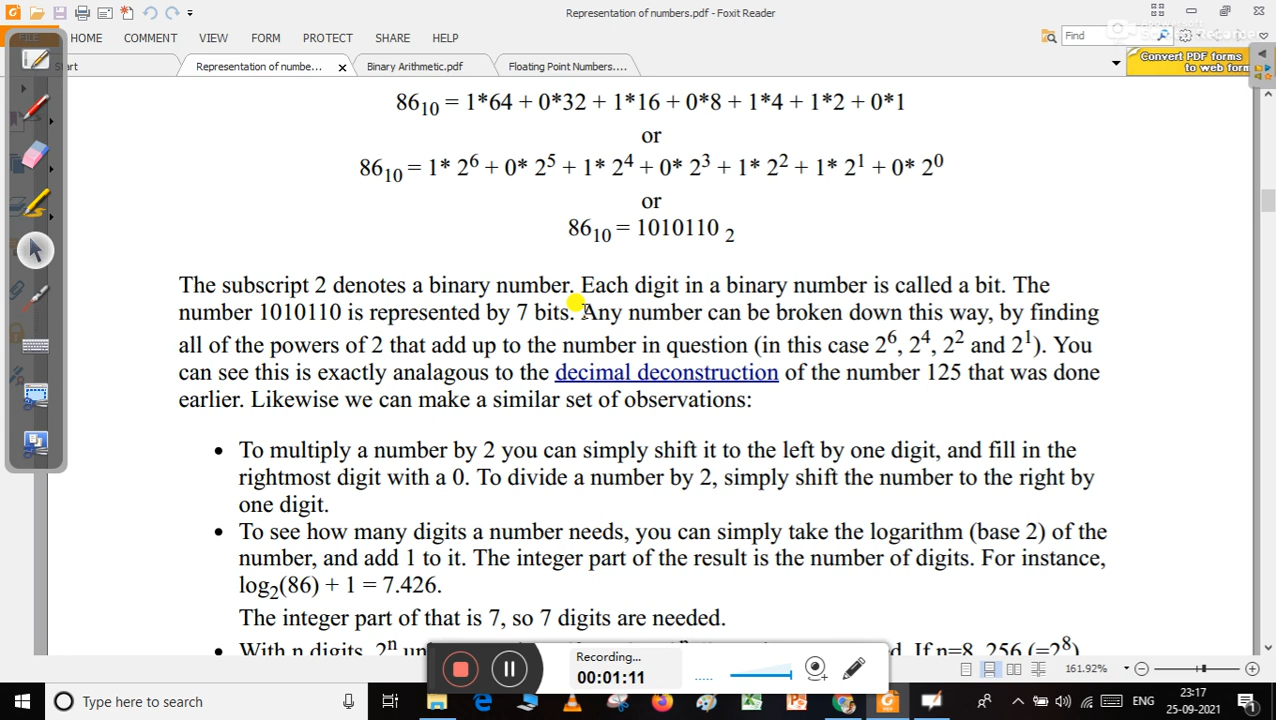 Representation of numbers.pdf - Foxit Reader
FILE HOME COMMENT VIEW FORM PROTECT SHARE HELP
Find
Start Representation of numbe... Binary Arithmetic.pdf Floating Point Numbers....
Convert PDF forms
to web form
86₁₀ = 1*64 + 0*32 + 1*16 + 0*8 + 1*4 + 1*2 + 0*1
or
86₁₀ = 1* 2⁶ + 0* 2⁵ + 1* 2⁴ + 0* 2³ + 1* 2² + 1* 2¹ + 0* 2⁰
or
86₁₀ = 1010110 ₂
The subscript 2 denotes a binary number. Each digit in a binary number is called a bit. The
number 1010110 is represented by 7 bits. Any number can be broken down this way, by finding
all of the powers of 2 that add up to the number in question (in this case 2⁶, 2⁴, 2² and 2¹). You
can see this is exactly analagous to the decimal deconstruction of the number 125 that was done
earlier. Likewise we can make a similar set of observations:
• To multiply a number by 2 you can simply shift it to the left by one digit, and fill in the
rightmost digit with a 0. To divide a number by 2, simply shift the number to the right by
one digit.
• To see how many digits a number needs, you can simply take the logarithm (base 2) of the
number, and add 1 to it. The integer part of the result is the number of digits. For instance,
log₂(86) + 1 = 7.426.
The integer part of that is 7, so 7 digits are needed.
• With n digits, 2ⁿ If n=8, 256 (=2⁸)
Recording...
00:01:11
161.92%
Type here to search
ENG
23:17
25-09-2021